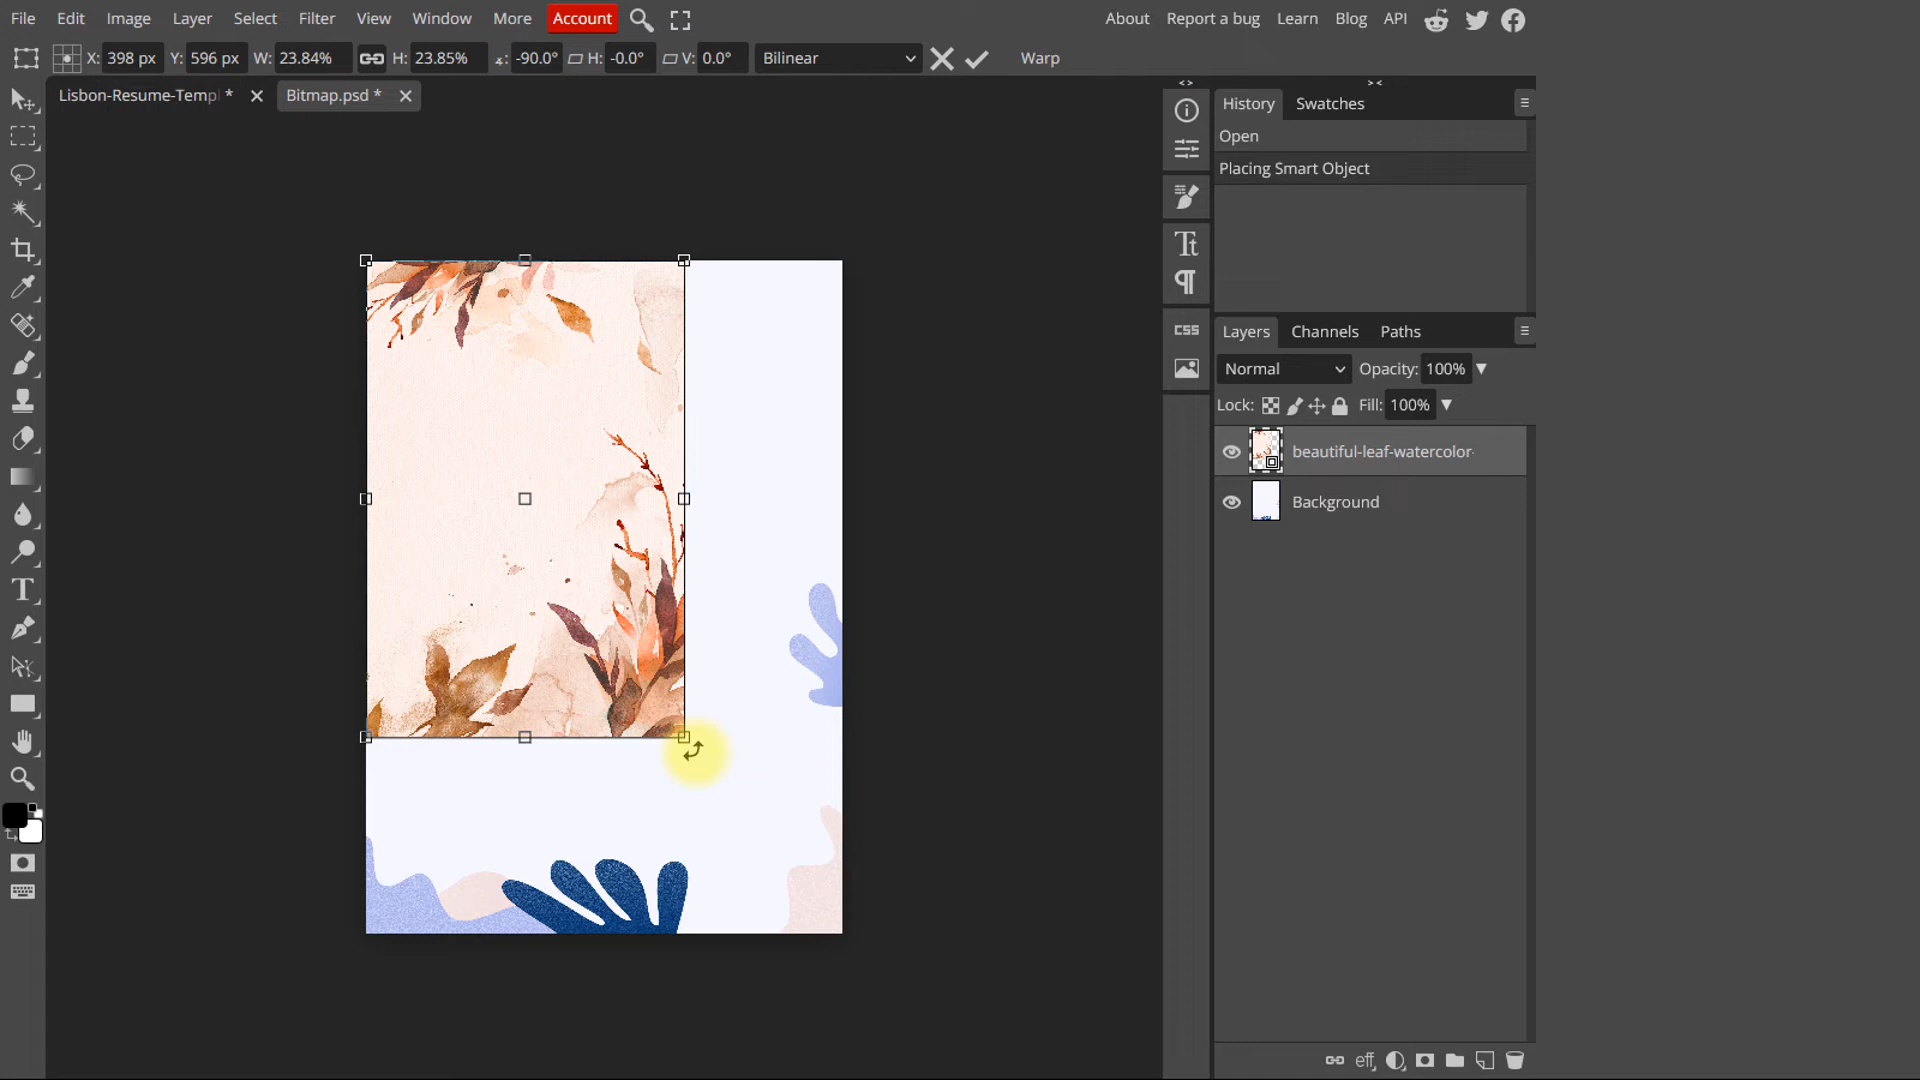 File Edit Image Layer Select Filter View Window More Account About Report a bug Learn Blog API
X: 398 px Y: 596 px W: 23.84% H: 23.85% -90.0° H: -0.0° V: 0.0° Bilinear Warp
Lisbon-Resume-Templ * Bitmap.psd *
History Swatches
Open
Placing Smart Object
CSS
Layers Channels Paths
Normal Opacity: 100%
Lock: Fill: 100%
beautiful-leaf-watercolor-
Background
eff